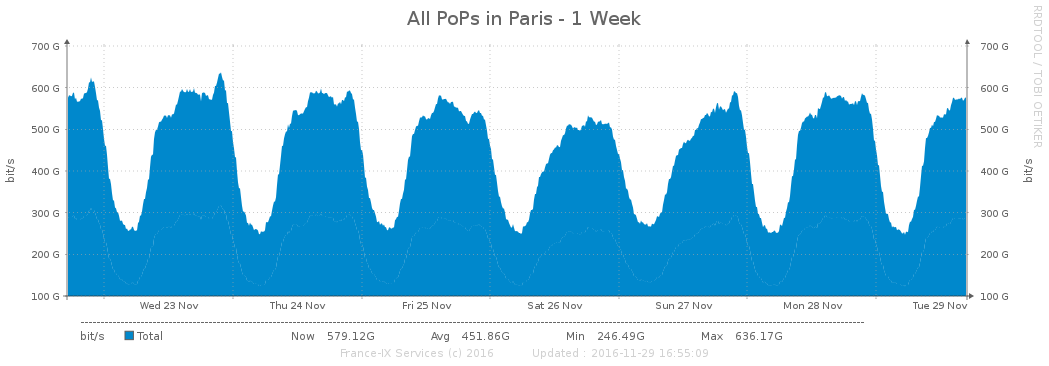 All PoPs in Paris - 1 Week
RRDTOOL / TOBI OETIKER
700 G 700 G
600 G 600 G
500 G 500 G
400 G 400 G
300 G 300 G
200 G 200 G
100 G 100 G
bit/s
bit/s
Wed 23 Nov Thu 24 Nov Fri 25 Nov Sat 26 Nov Sun 27 Nov Mon 28 Nov Tue 29 Nov
bit/s Total Now 579.12G Avg 451.86G Min 246.49G Max 636.17G
France-IX Services (c) 2016 Updated : 2016-11-29 16:55:09